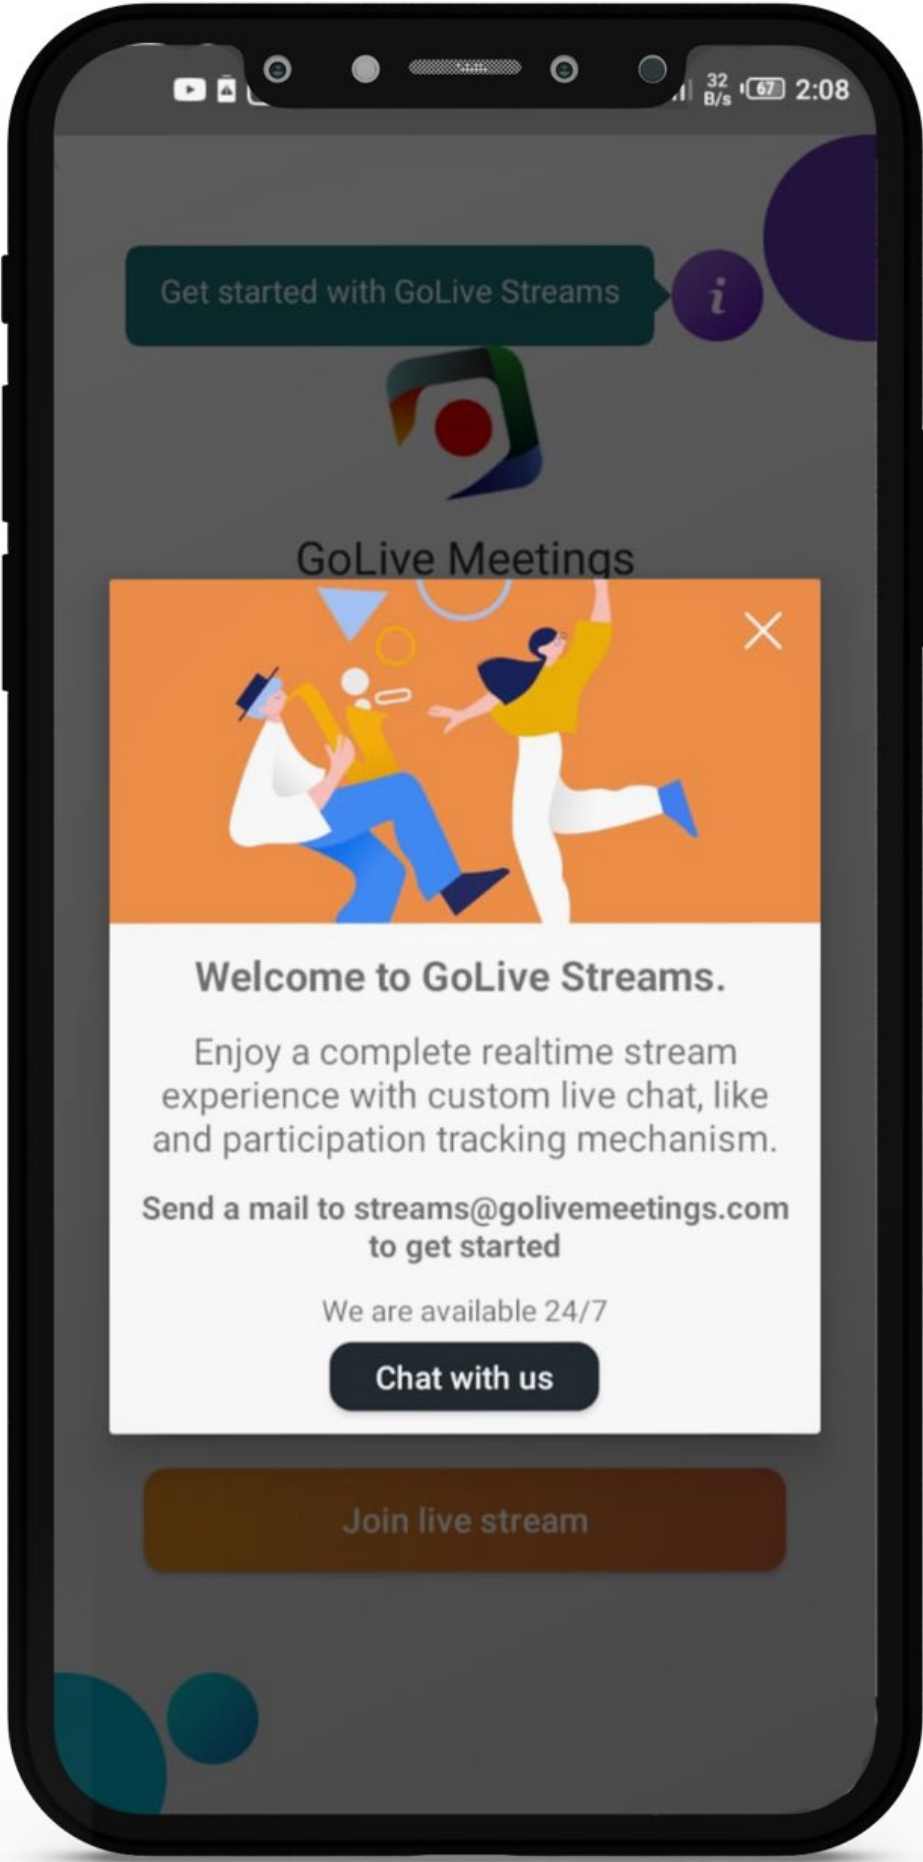 32
B/s
67
2:08
Get started with GoLive Streams
i
GoLive Meetings
Welcome to GoLive Streams.
Enjoy a complete realtime stream
experience with custom live chat, like
and participation tracking mechanism.
Send a mail to streams@golivemeetings.com
to get started
We are available 24/7
Chat with us
Join live stream